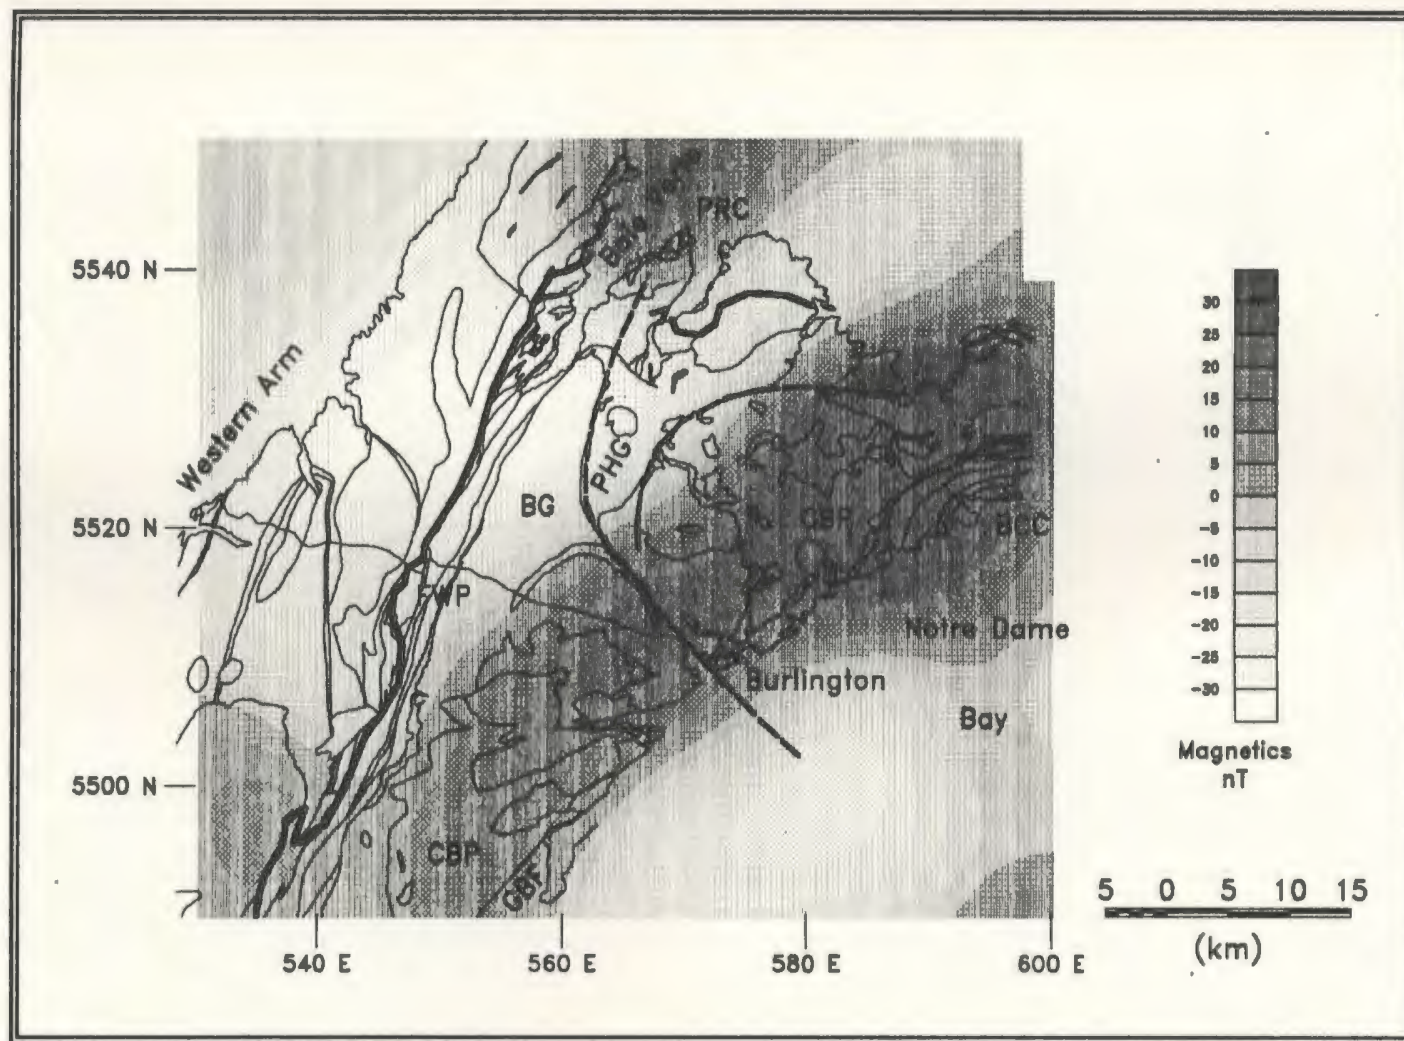 PRC
Baie Verte
5540 N
Western Arm
PHG
BG
CBP
BCC
5520 N
FWP
Notre Dame
Burlington
Bay
5500 N
CBP
GBF
540 E
560 E
580 E
600 E
30
25
20
15
10
5
0
-5
-10
-15
-20
-25
-30
Magnetics
nT
5 0 5 10 15
(km)